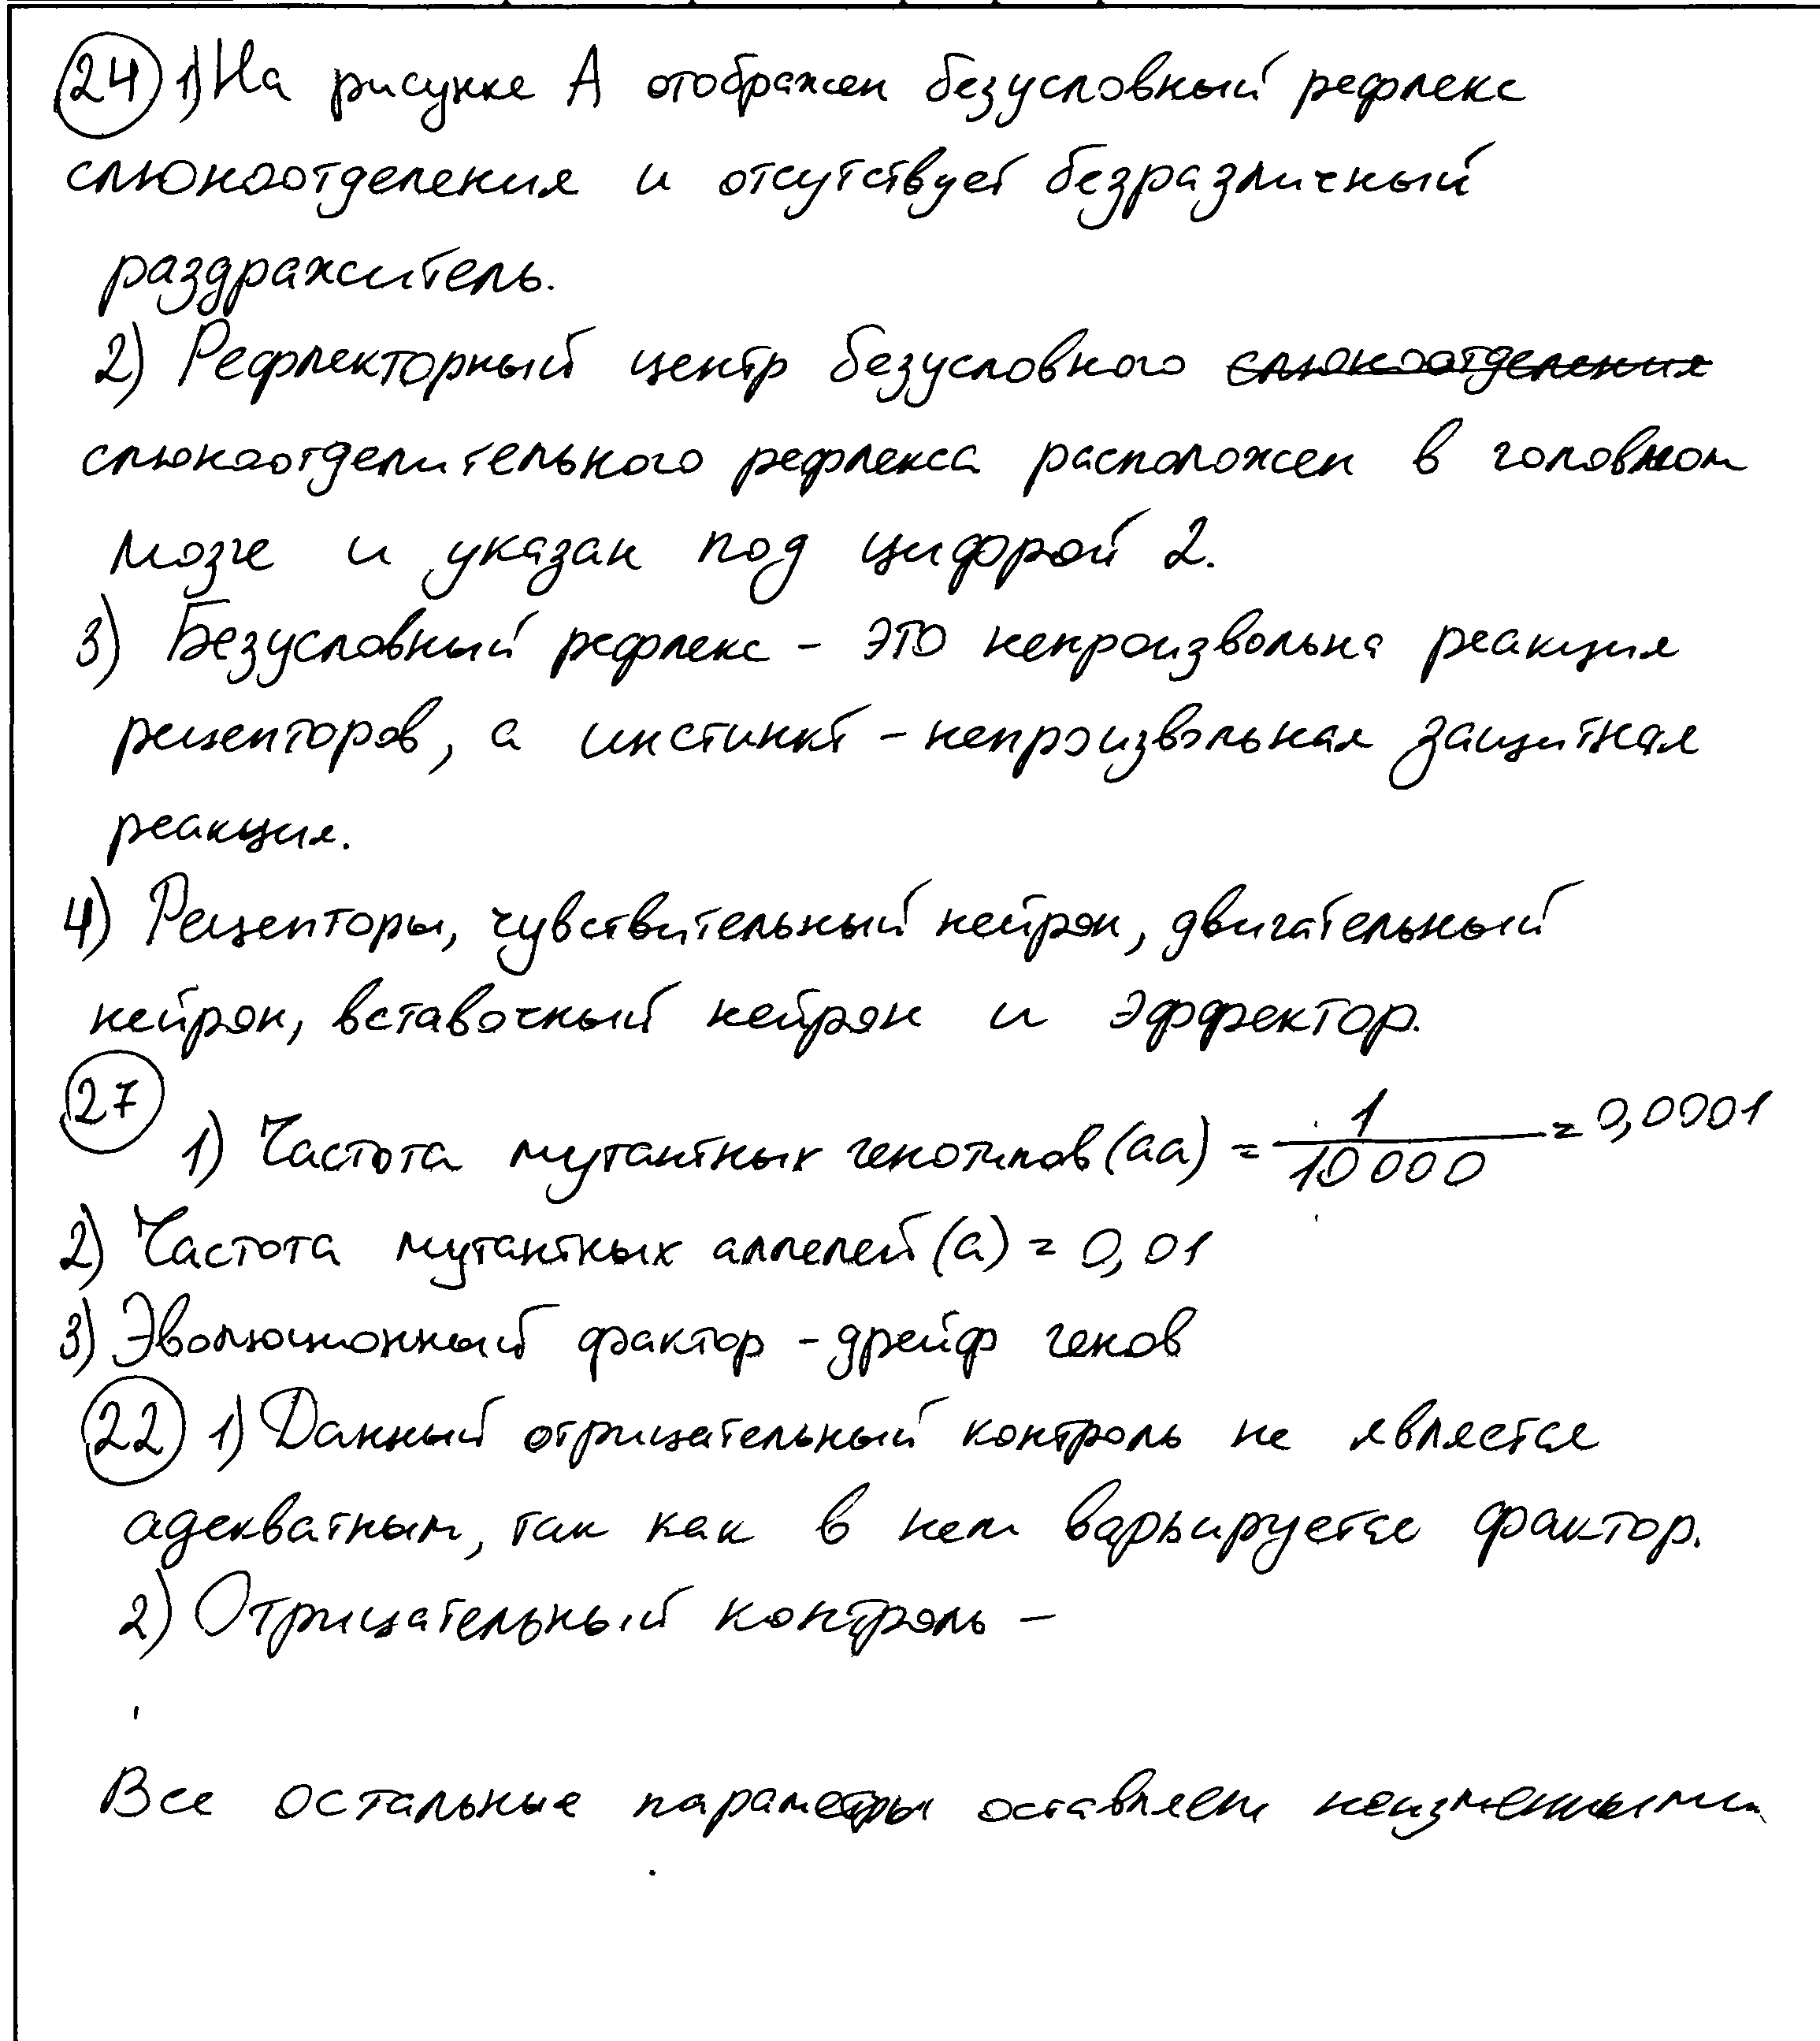 24 1) На рисунке А отображен безусловный рефлекс
слюноотделения и отсутствует безразличный
раздражитель.
2) Рефлекторный центр безусловного слюноотделения
слюноотделительного рефлекса расположен в головном
мозге и указан под цифрой 2.
3) Безусловный рефлекс - это непроизвольна реакция
рецепторов, а инстинкт - непроизвольная защитная
реакция.
4) Рецепторы, чувствительный нейрон, двигательный
нейрон, вставочный нейрон и эффектор.
27
1) Частота мутантных генотипов (аа) = 1/10000 = 0,0001
2) Частота мутантных аллелей (а) = 0,01
3) Эволюционный фактор - дрейф генов
22 1) Данный отрицательный контроль не является
адекватным, так как в нем варьируется фактор.
2) Отрицательный контроль -
Все остальные параметры оставляем неизменными.